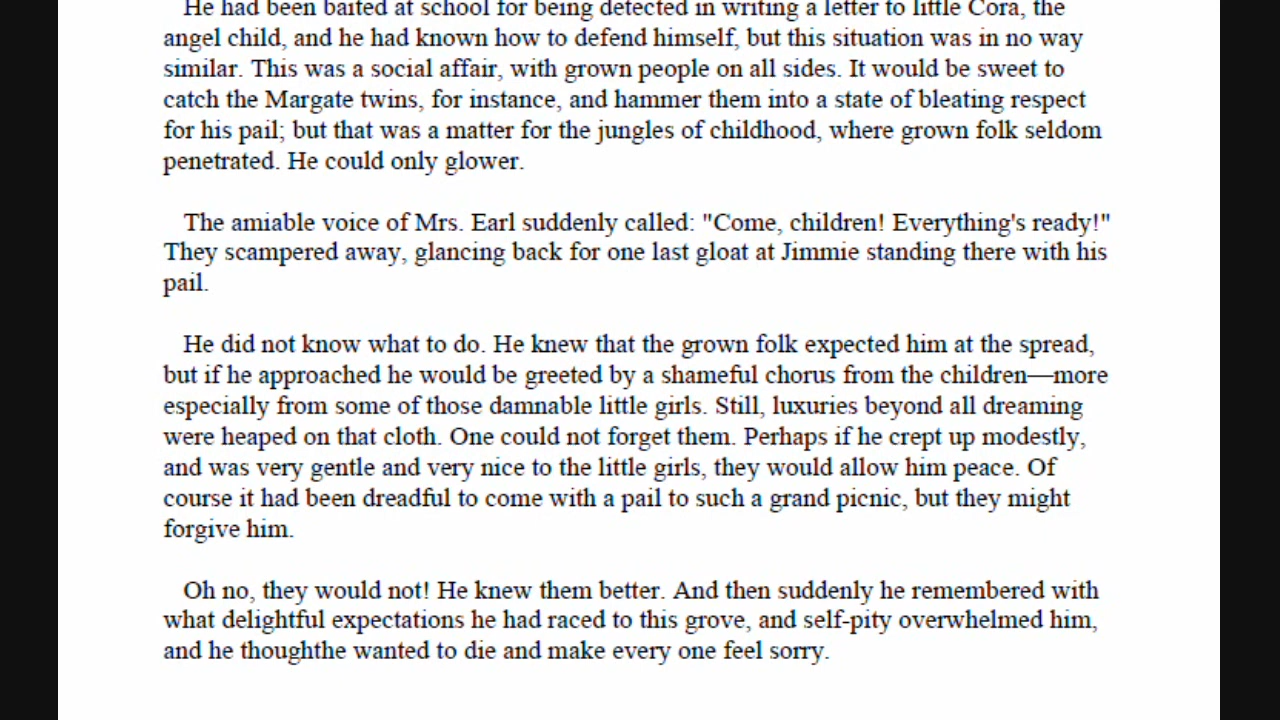 He had been baited at school for being detected in writing a letter to little Cora, the
angel child, and he had known how to defend himself, but this situation was in no way
similar. This was a social affair, with grown people on all sides. It would be sweet to
catch the Margate twins, for instance, and hammer them into a state of bleating respect
for his pail; but that was a matter for the jungles of childhood, where grown folk seldom
penetrated. He could only glower.
The amiable voice of Mrs. Earl suddenly called: "Come, children! Everything's ready!"
They scampered away, glancing back for one last gloat at Jimmie standing there with his
pail.
He did not know what to do. He knew that the grown folk expected him at the spread,
but if he approached he would be greeted by a shameful chorus from the children—more
especially from some of those damnable little girls. Still, luxuries beyond all dreaming
were heaped on that cloth. One could not forget them. Perhaps if he crept up modestly,
and was very gentle and very nice to the little girls, they would allow him peace. Of
course it had been dreadful to come with a pail to such a grand picnic, but they might
forgive him.
Oh no, they would not! He knew them better. And then suddenly he remembered with
what delightful expectations he had raced to this grove, and self-pity overwhelmed him,
and he thoughthe wanted to die and make every one feel sorry.